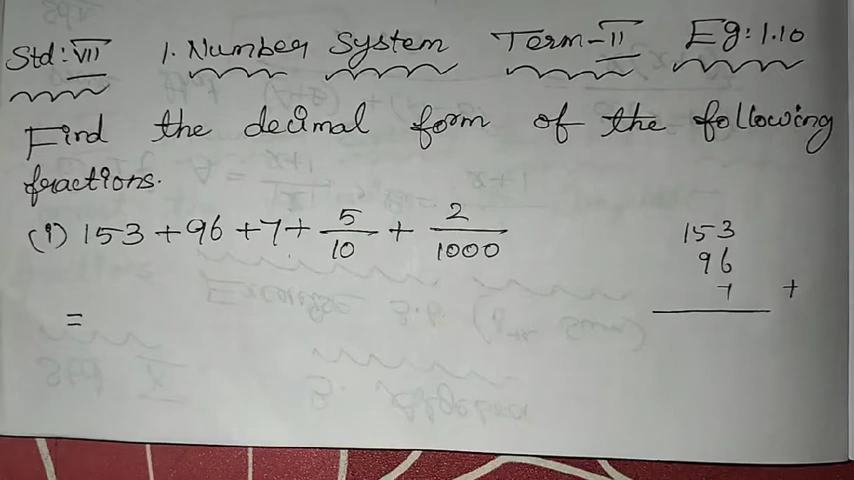 Std: VII 1. Number System Term-II Eg: 1.10
Find the decimal form of the following
fractions.
(i) 153 + 96 + 7 + 5/10 + 2/1000
=
153
96
7 +